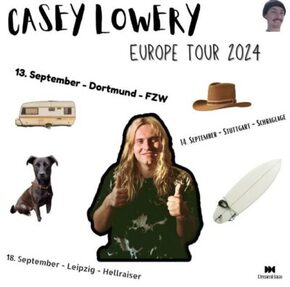 CASEY LOWERY
EUROPE TOUR 2024
13. September - Dortmund - FZW
14 September - Stuttgart - Schräglage
18. September - Leipzig - Hellraiser